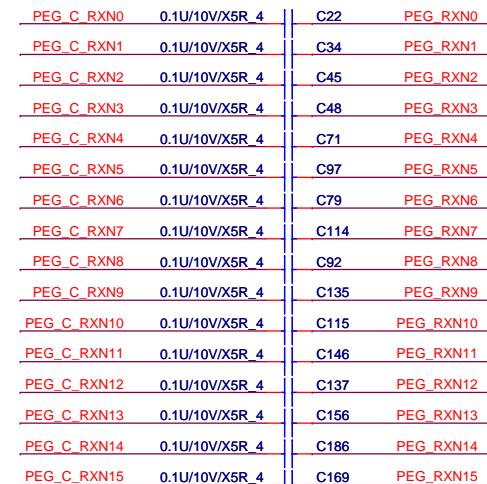 PEG_C_RXN0 0.1U/10V/X5R_4 C22 PEG_RXN0
PEG_C_RXN1 0.1U/10V/X5R_4 C34 PEG_RXN1
PEG_C_RXN2 0.1U/10V/X5R_4 C45 PEG_RXN2
PEG_C_RXN3 0.1U/10V/X5R_4 C48 PEG_RXN3
PEG_C_RXN4 0.1U/10V/X5R_4 C71 PEG_RXN4
PEG_C_RXN5 0.1U/10V/X5R_4 C97 PEG_RXN5
PEG_C_RXN6 0.1U/10V/X5R_4 C79 PEG_RXN6
PEG_C_RXN7 0.1U/10V/X5R_4 C114 PEG_RXN7
PEG_C_RXN8 0.1U/10V/X5R_4 C92 PEG_RXN8
PEG_C_RXN9 0.1U/10V/X5R_4 C135 PEG_RXN9
PEG_C_RXN10 0.1U/10V/X5R_4 C115 PEG_RXN10
PEG_C_RXN11 0.1U/10V/X5R_4 C146 PEG_RXN11
PEG_C_RXN12 0.1U/10V/X5R_4 C137 PEG_RXN12
PEG_C_RXN13 0.1U/10V/X5R_4 C156 PEG_RXN13
PEG_C_RXN14 0.1U/10V/X5R_4 C186 PEG_RXN14
PEG_C_RXN15 0.1U/10V/X5R_4 C169 PEG_RXN15